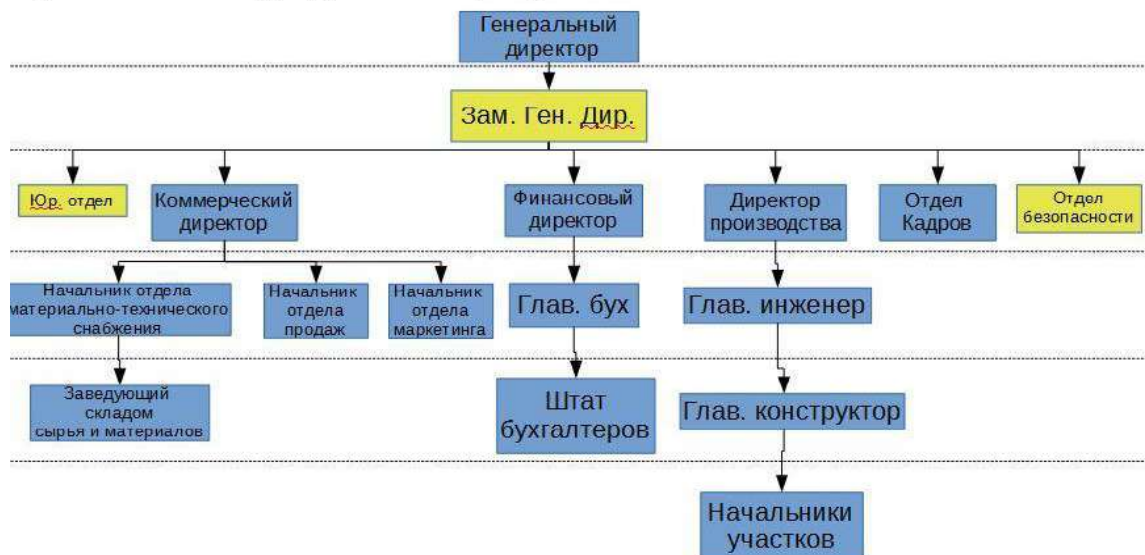 Генеральный
директор
Зам. Ген. Дир.
Юр. отдел
Коммерческий
директор
Финансовый
директор
Директор
производства
Отдел
Кадров
Отдел
безопасности
Начальник отдела
материально-технического
снабжения
Начальник
отдела
продаж
Начальник
отдела
маркетинга
Глав. бух
Глав. инженер
Заведующий
складом
сырья и материалов
Штат
бухгалтеров
Глав. конструктор
Начальники
участков